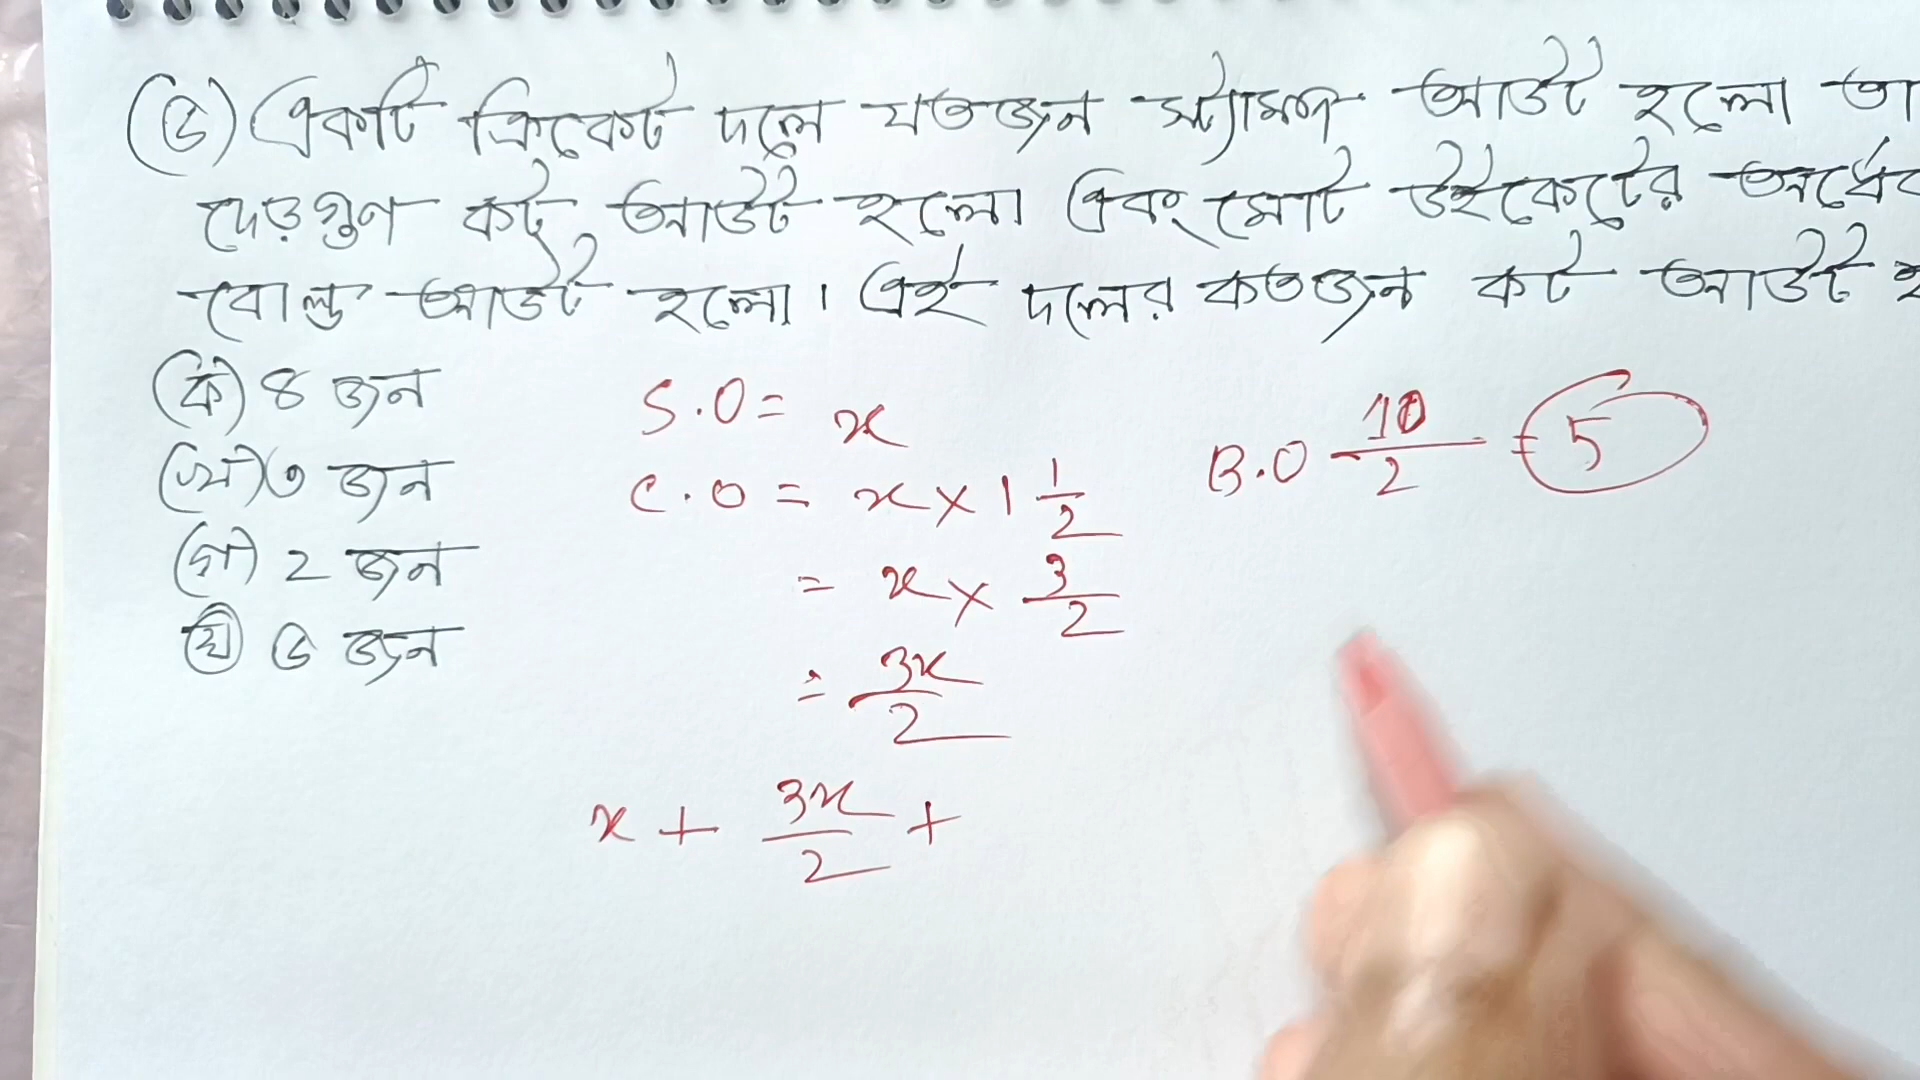 (৬) একটি ক্রিকেট দলে যতজন স্ট্যাম্প আউট হলো তা
দেড়গুণ কট আউট হলো এবং মোট উইকেটের অর্ধেক
বোল্ড আউট হলো। এই দলের কতজন কট আউট
(ক) ৪ জন
(খ) ৩ জন
(গ) 2 জন
(ঘ) ৬ জন
S.O = x
C.O = x × 1 1/2
= x × 3/2
= 3x/2
x + 3x/2 +
B.O 10/2 = 5